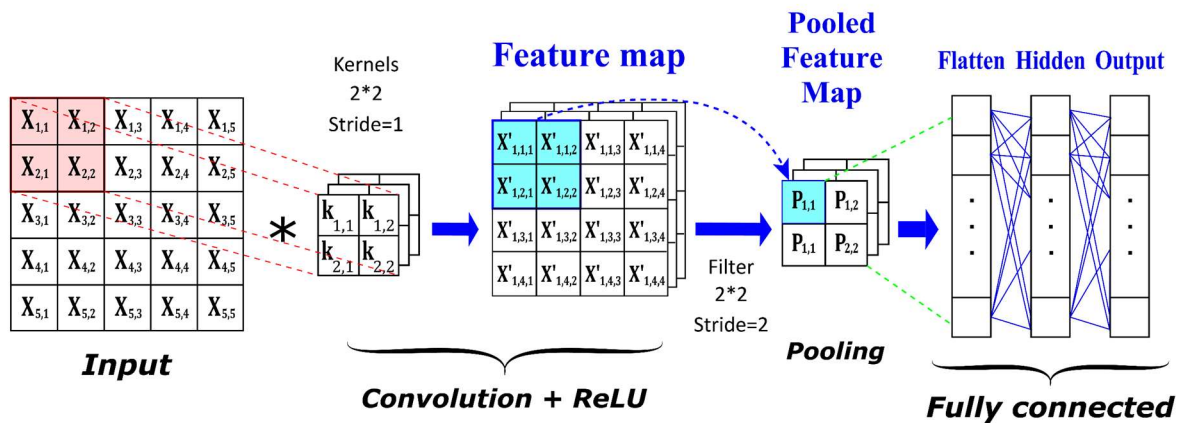 Kernels
2*2
Stride=1
Feature map
Pooled
Feature
Map
Flatten Hidden Output
X1,1 X1,2 X1,3 X1,4 X1,5
X2,1 X2,2 X2,3 X2,4 X2,5
X3,1 X3,2 X3,3 X3,4 X3,5
X4,1 X4,2 X4,3 X4,4 X4,5
X5,1 X5,2 X5,3 X5,4 X5,5
*
k1,1 k1,2
k2,1 k2,2
X'1,1,1 X'1,1,2 X'1,1,3 X'1,1,4
X'1,2,1 X'1,2,2 X'1,2,3 X'1,2,4
X'1,3,1 X'1,3,2 X'1,3,3 X'1,3,4
X'1,4,1 X'1,4,2 X'1,4,3 X'1,4,4
Filter
2*2
Stride=2
P1,1 P1,2
P1,1 P2,2
Input
Convolution + ReLU
Pooling
Fully connected